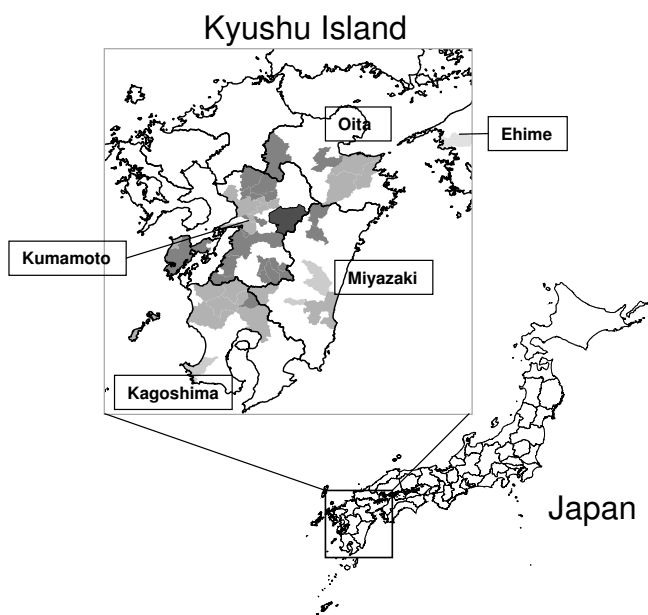 Kyushu Island
Oita
Ehime
Kumamoto
Miyazaki
Kagoshima
Japan